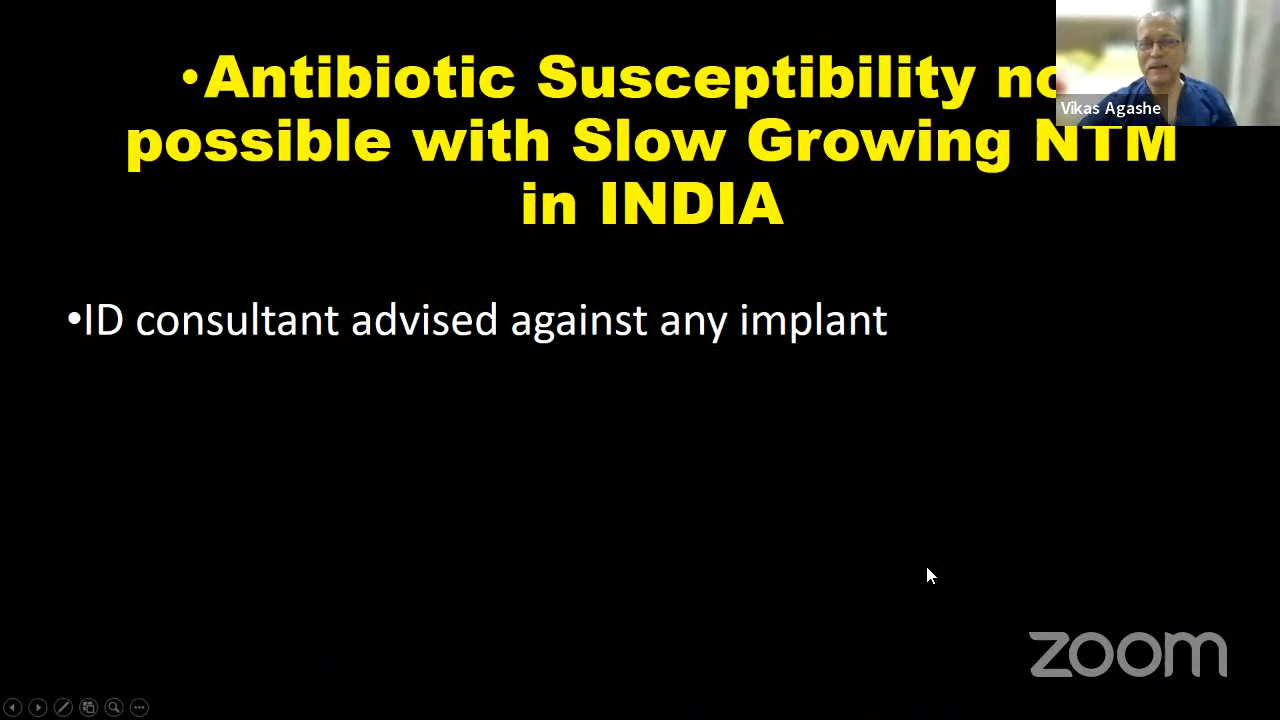 •Antibiotic Susceptibility no
possible with Slow Growing NTM
in INDIA
•ID consultant advised against any implant
Vikas Agashe
zoom